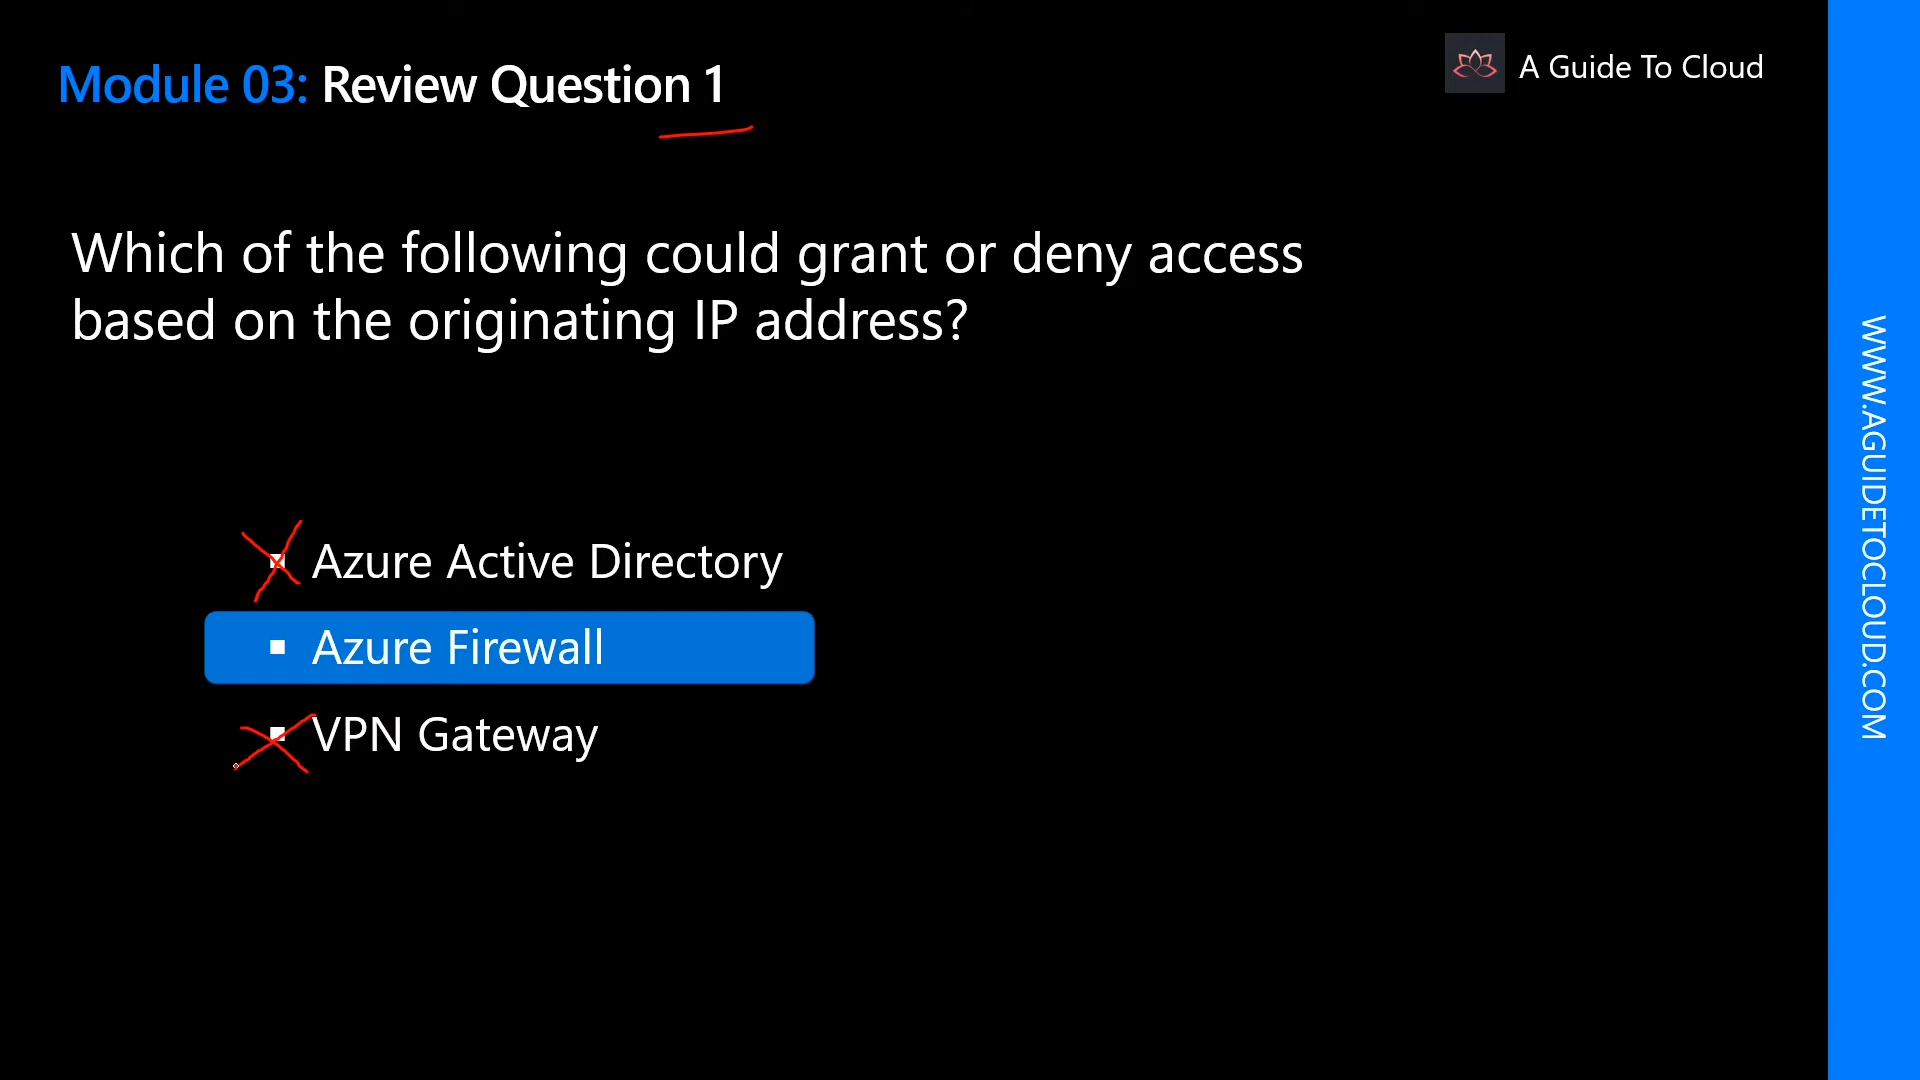 Module 03: Review Question 1
A Guide To Cloud
Which of the following could grant or deny access
based on the originating IP address?
▪ Azure Active Directory
▪ Azure Firewall
▪ VPN Gateway
WWW.AGUIDETOCLOUD.COM